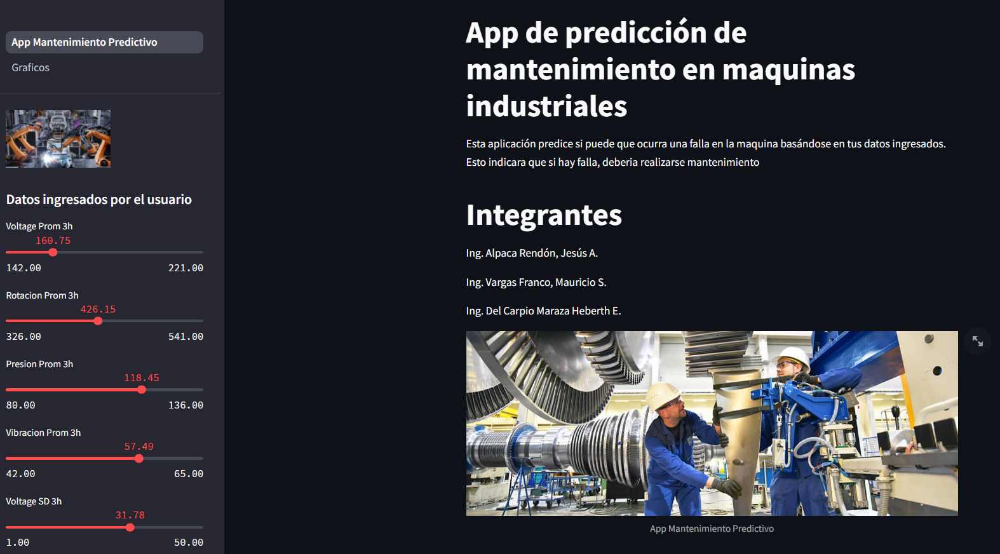 App Mantenimiento Predictivo
Graficos
Datos ingresados por el usuario
Voltage Prom 3h
160.75
142.00 221.00
Rotacion Prom 3h
426.15
326.00 541.00
Presion Prom 3h
118.45
80.00 136.00
Vibracion Prom 3h
57.49
42.00 65.00
Voltage SD 3h
31.78
1.00 50.00
App de predicción de
mantenimiento en maquinas
industriales
Esta aplicación predice si puede que ocurra una falla en la maquina basándose en tus datos ingresados.
Esto indicara que si hay falla, deberia realizarse mantenimiento
Integrantes
Ing. Alpaca Rendón, Jesús A.
Ing. Vargas Franco, Mauricio S.
Ing. Del Carpio Maraza Heberth E.
App Mantenimiento Predictivo